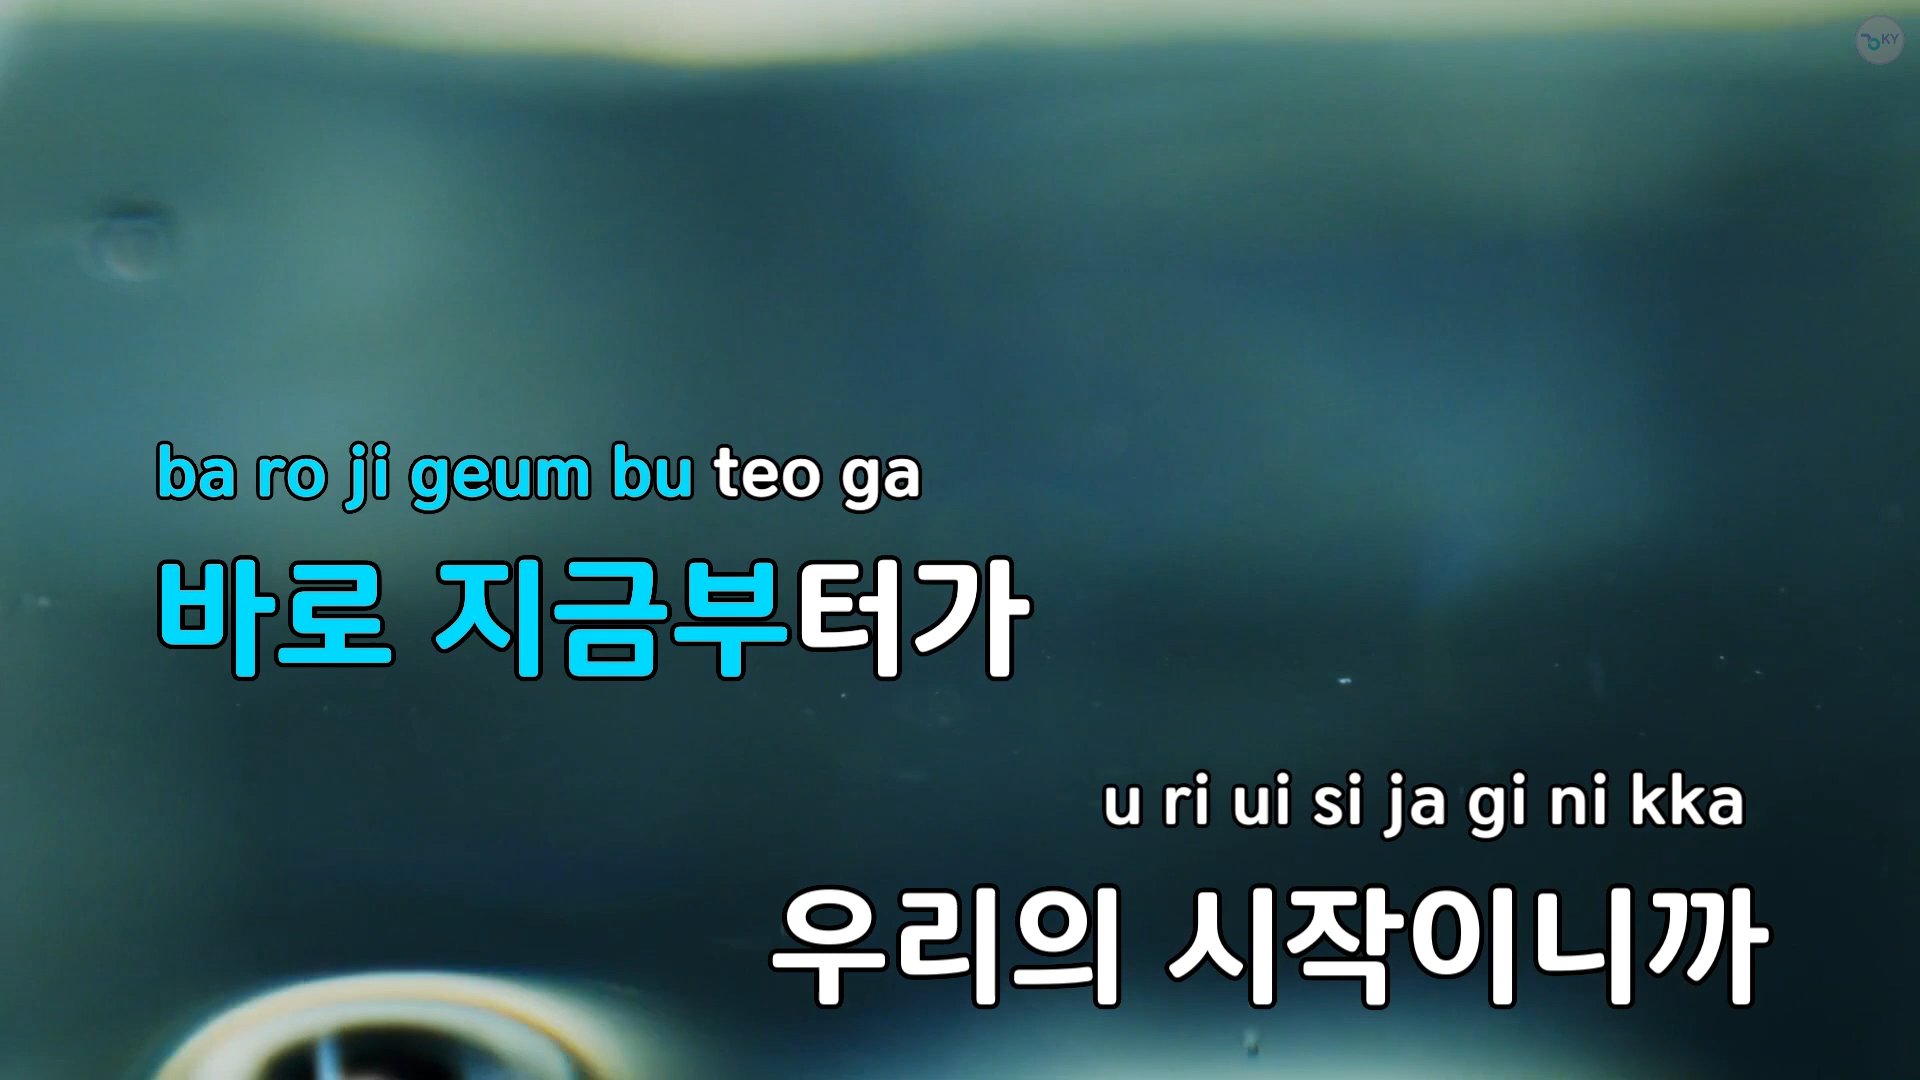 KY
ba ro ji geum bu teo ga
바로 지금부터가
u ri ui si ja gi ni kka
우리의 시작이니까